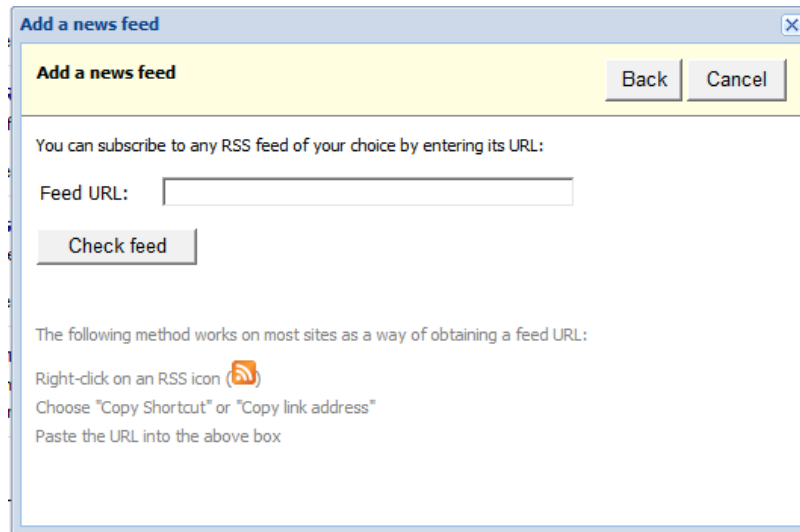 Add a news feed
Add a news feed
Back
Cancel
You can subscribe to any RSS feed of your choice by entering its URL:
Feed URL:
Check feed
The following method works on most sites as a way of obtaining a feed URL:
Right-click on an RSS icon ()
Choose "Copy Shortcut" or "Copy link address"
Paste the URL into the above box